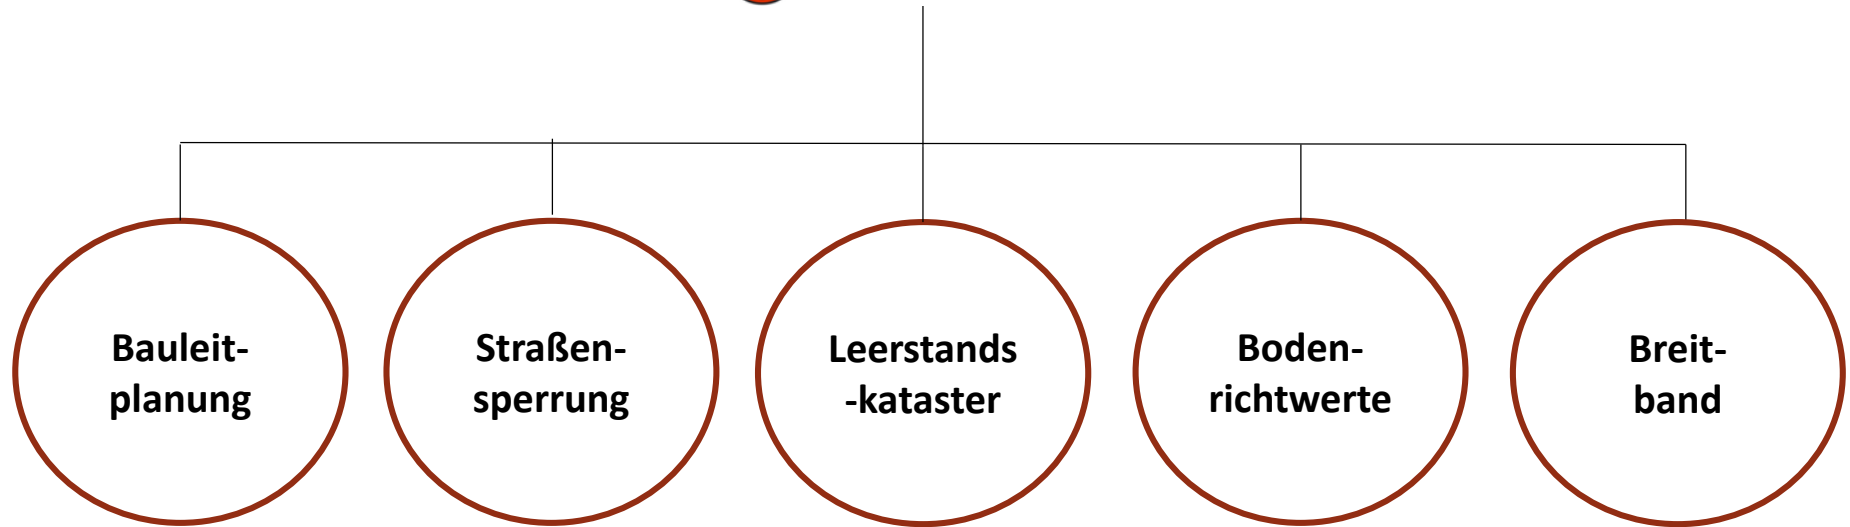 Bauleit-
planung
Straßen-
sperrung
Leerstands
-kataster
Boden-
richtwerte
Breit-
band